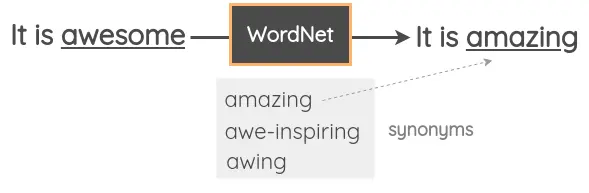 It is awesome
WordNet
It is amazing
amazing
awe-inspiring
awing
synonyms